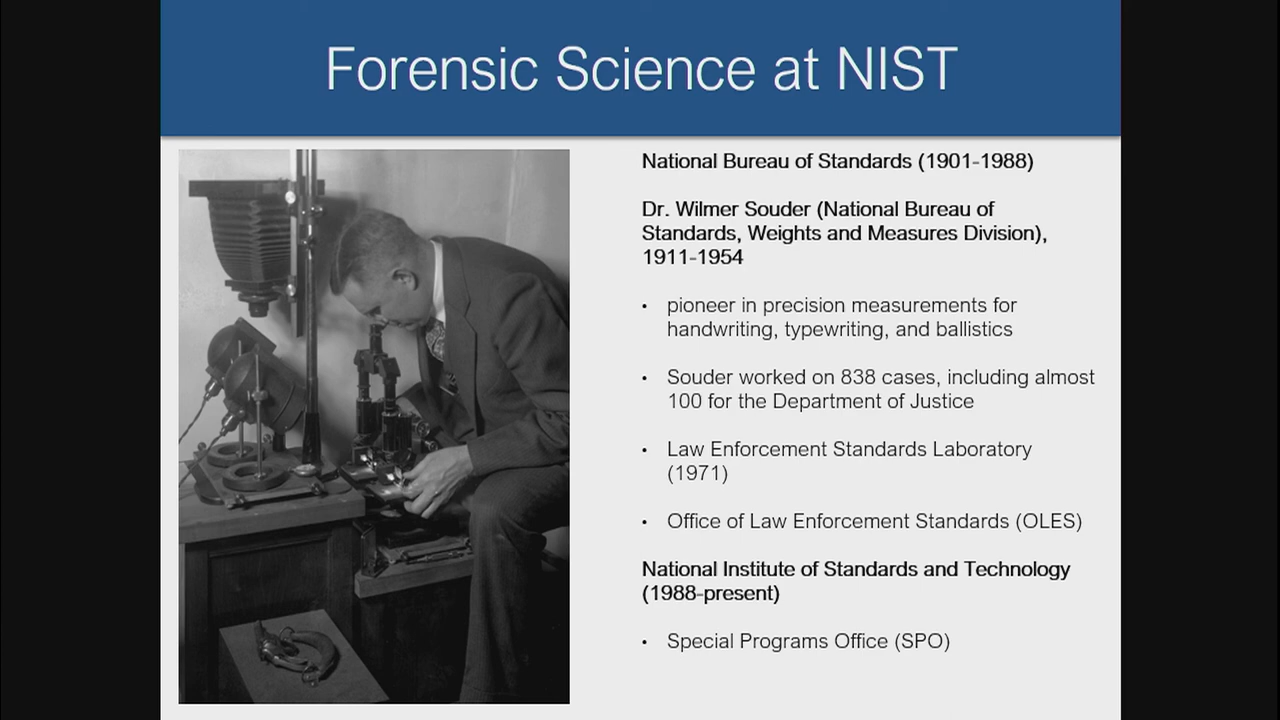 Forensic Science at NIST
National Bureau of Standards (1901-1988)
Dr. Wilmer Souder (National Bureau of
Standards, Weights and Measures Division),
1911-1954
• pioneer in precision measurements for
handwriting, typewriting, and ballistics
• Souder worked on 838 cases, including almost
100 for the Department of Justice
• Law Enforcement Standards Laboratory
(1971)
• Office of Law Enforcement Standards (OLES)
National Institute of Standards and Technology
(1988-present)
• Special Programs Office (SPO)